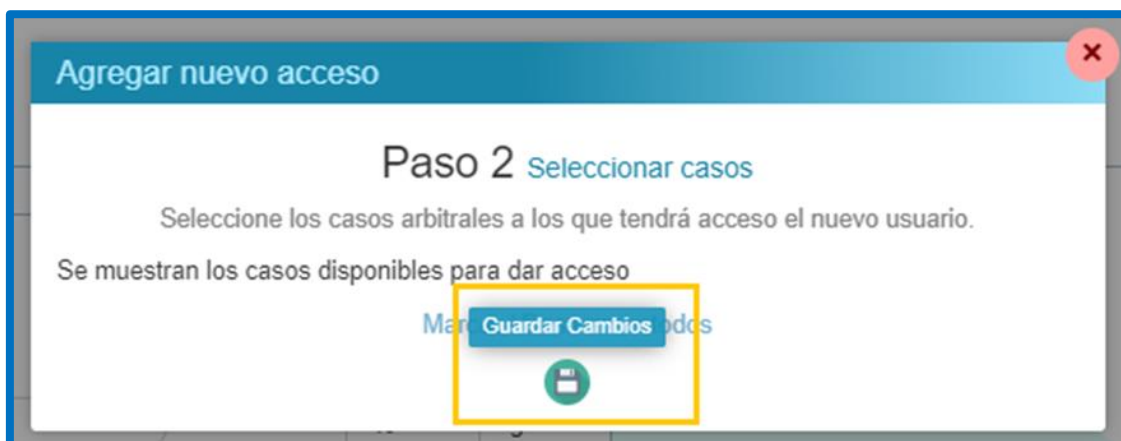 Agregar nuevo acceso
Paso 2 Seleccionar casos
Seleccione los casos arbitrales a los que tendrá acceso el nuevo usuario.
Se muestran los casos disponibles para dar acceso
Guardar Cambios